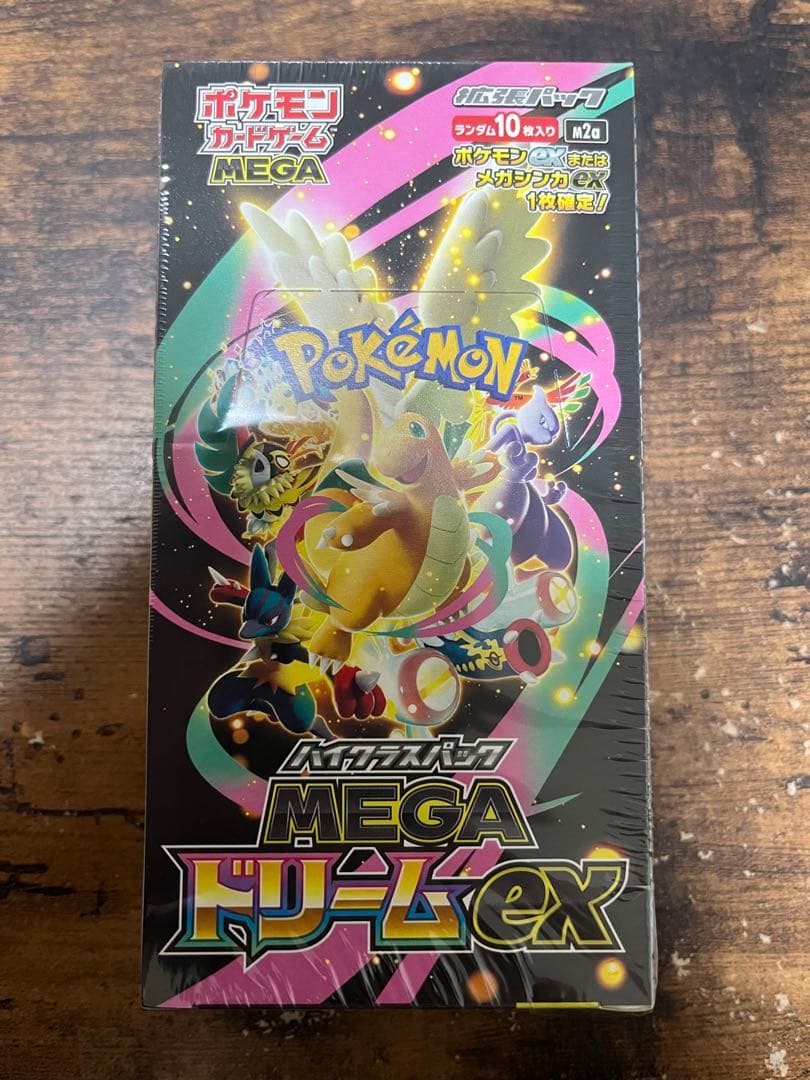 ポケモン
カードゲーム™
MEGA
拡張パック
ランダム10枚入り M2a
ポケモンexまたは
メガシンカex
1枚確定!
POKéMON™
ハイクラスパック
MEGA
ドリームex